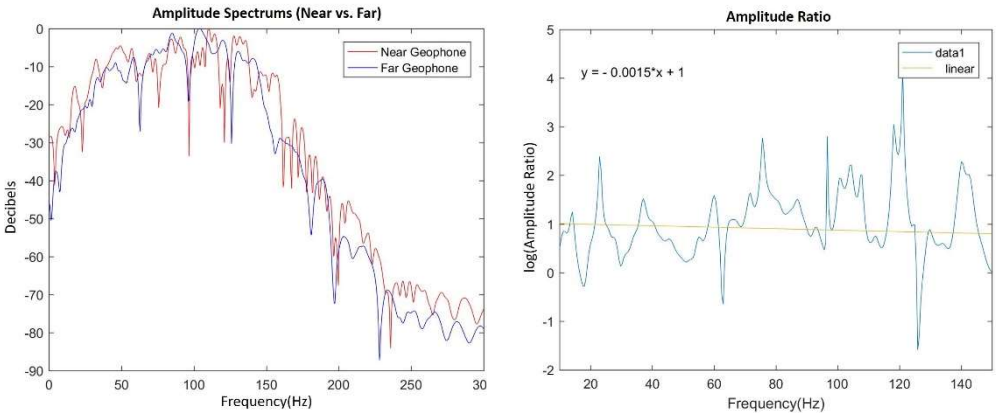 Amplitude Spectrums (Near vs. Far)
0
-10
-20
-30
-40
-50
-60
-70
-80
-90
Decibels
Near Geophone
Far Geophone
0 50 100 150 200 250 30
Frequency(Hz)
Amplitude Ratio
5
4
3
2
1
0
-1
-2
log(Amplitude Ratio)
y = - 0.0015*x + 1
data1
linear
20 40 60 80 100 120 140
Frequency(Hz)